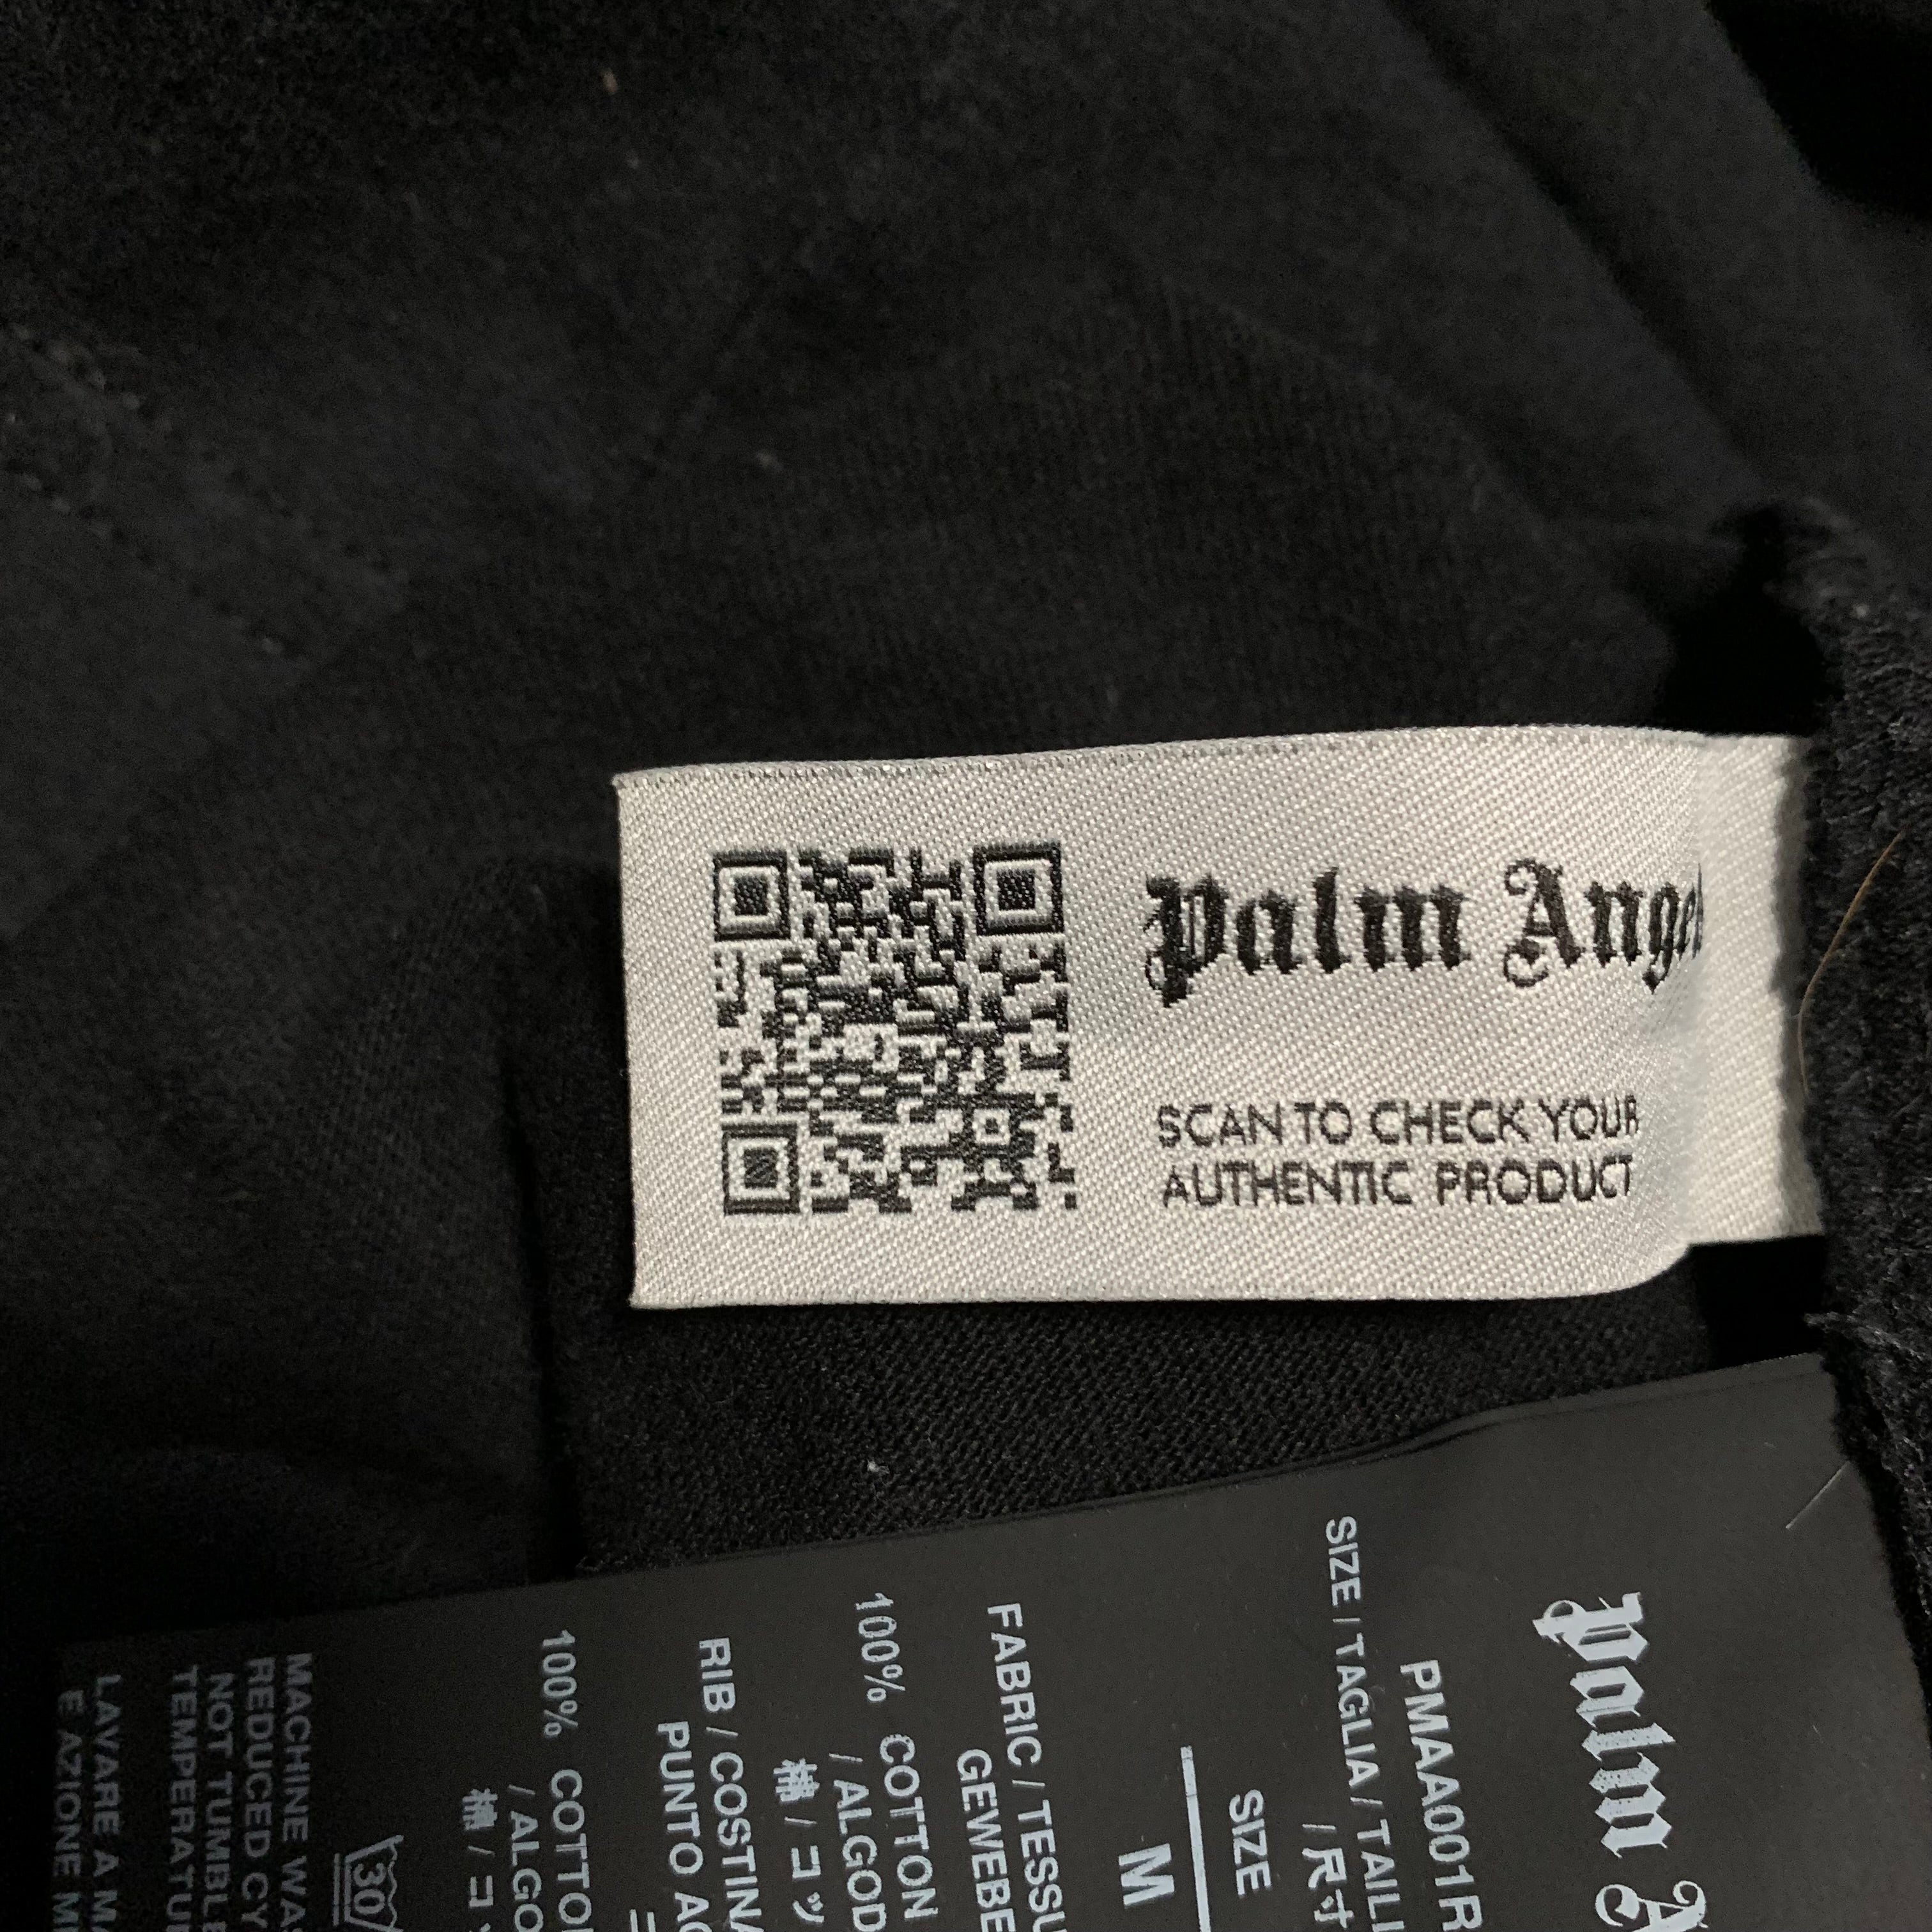 Palm Angel
SCAN TO CHECK YOUR
AUTHENTIC PRODUCT
Palm A
PMAA001R
SIZE / TAGLIA / TAILL
/ 尺寸
SIZE
M
FABRIC / TESSU
GEWEBE
100% COTTON
/ ALGOD
棉 / コッ
RIB / COSTINA
PUNTO AC
100% COTTO
/ ALGO
棉 / コ
30
MACHINE WAS
REDUCED CY
NOT TUMBLE
TEMPERATU
LAVARE A M
E AZIONE M